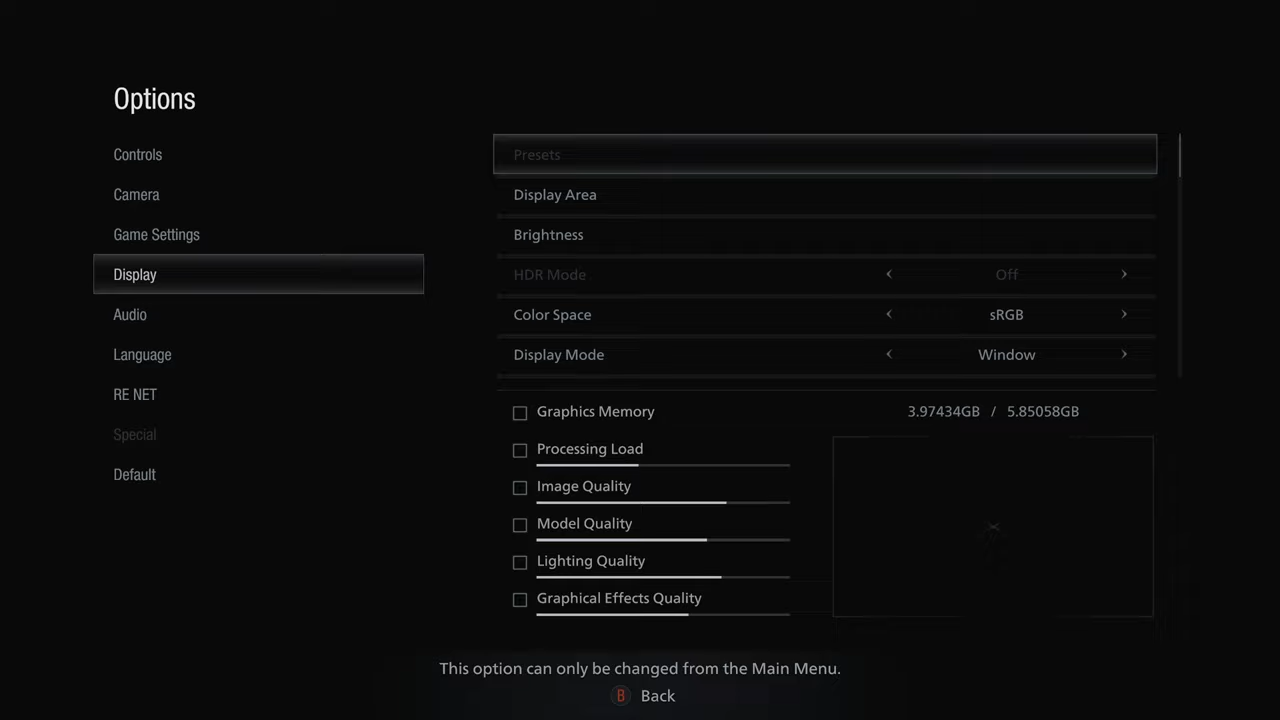 Options
Controls
Camera
Game Settings
Display
Audio
Language
RE NET
Special
Default
Presets
Display Area
Brightness
HDR Mode Off
Color Space sRGB
Display Mode Window
Graphics Memory 3.97434GB / 5.85058GB
Processing Load
Image Quality
Model Quality
Lighting Quality
Graphical Effects Quality
This option can only be changed from the Main Menu.
B Back